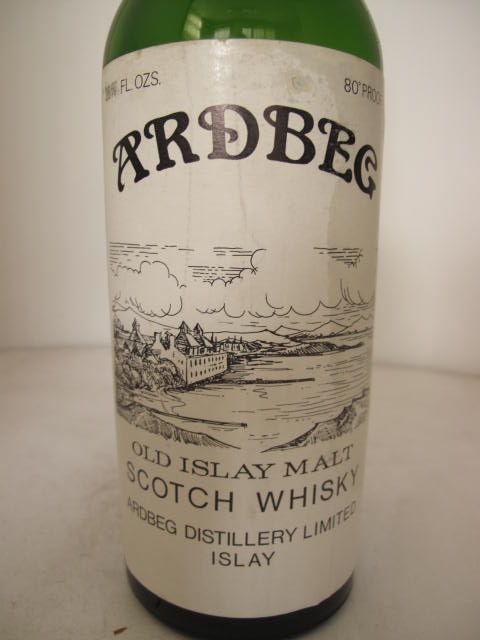 FL. OZS. 80° PROOF
ARDBEG
OLD ISLAY MALT
SCOTCH WHISKY
ARDBEG DISTILLERY LIMITED
ISLAY